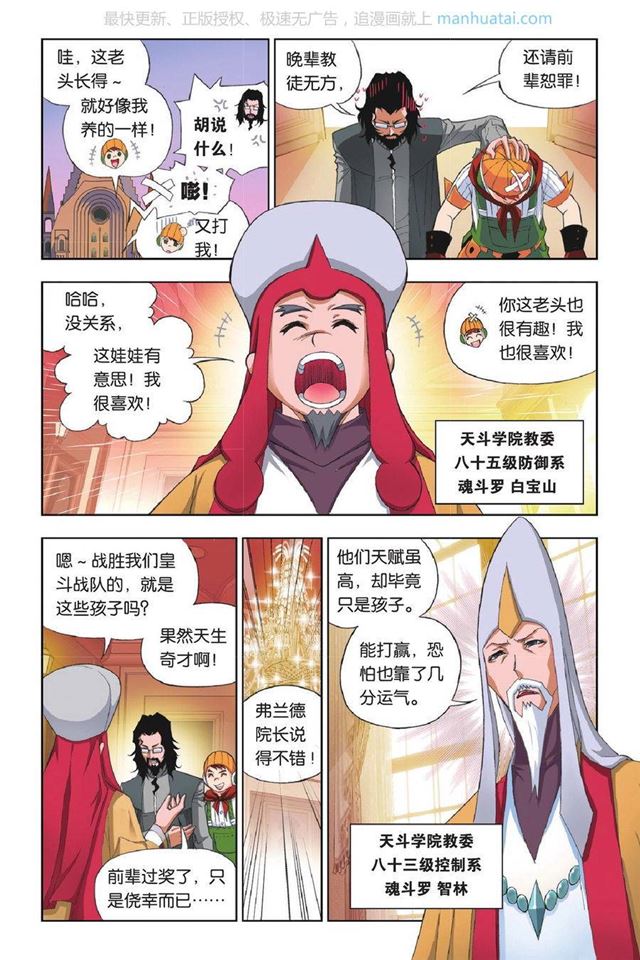 最快更新、正版授权、极速无广告，追漫画就上 manhuatai.com
哇，这老
头长得～
就好像我
养的一样！
胡说
什么！
嘭！
又打
我！
晚辈教
徒无方，
还请前
辈恕罪！
哈哈，
没关系，
这娃娃有
意思！我
很喜欢！
你这老头也
很有趣！我
也很喜欢！
天斗学院教委
八十五级防御系
魂斗罗 白宝山
嗯～战胜我们皇
斗战队的，就是
这些孩子吗？
果然天生
奇才啊！
前辈过奖了，只
是侥幸而已……
弗兰德
院长说
得不错！
他们天赋虽
高，却毕竟
只是孩子。
能打赢，恐
怕也靠了几
分运气。
天斗学院教委
八十三级控制系
魂斗罗 智林